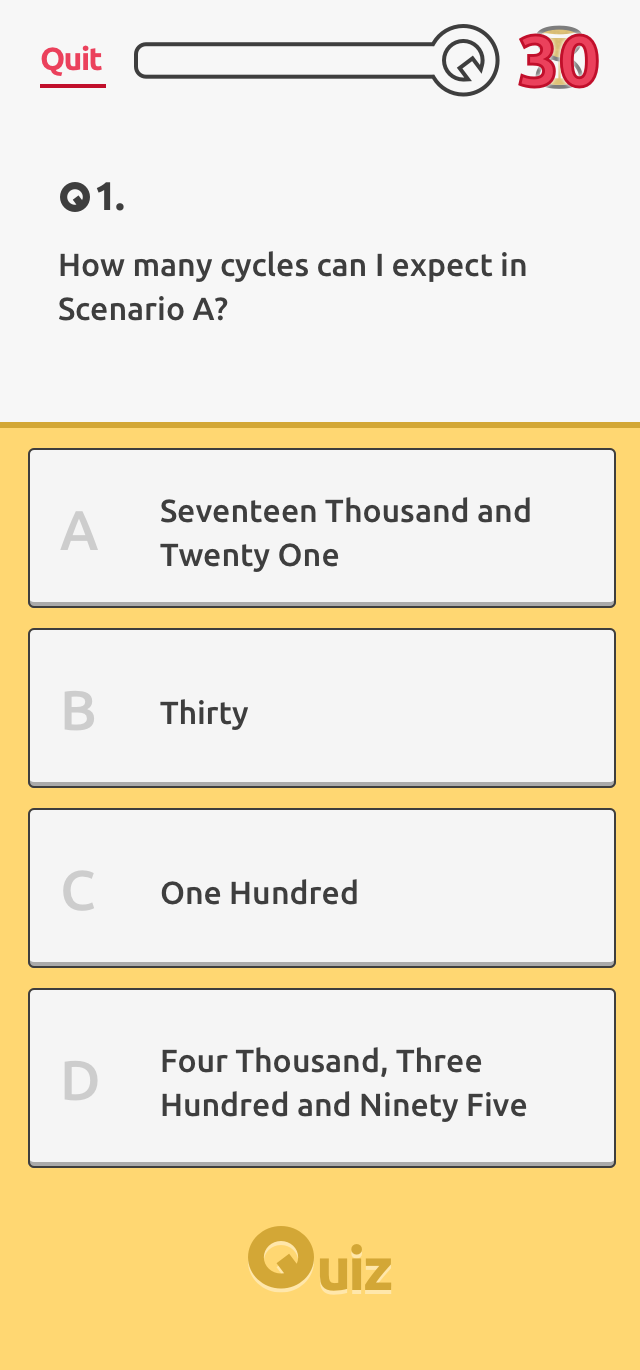 Quit
30
Q1.
How many cycles can I expect in
Scenario A?
A
Seventeen Thousand and
Twenty One
B
Thirty
C
One Hundred
D
Four Thousand, Three
Hundred and Ninety Five
Quiz